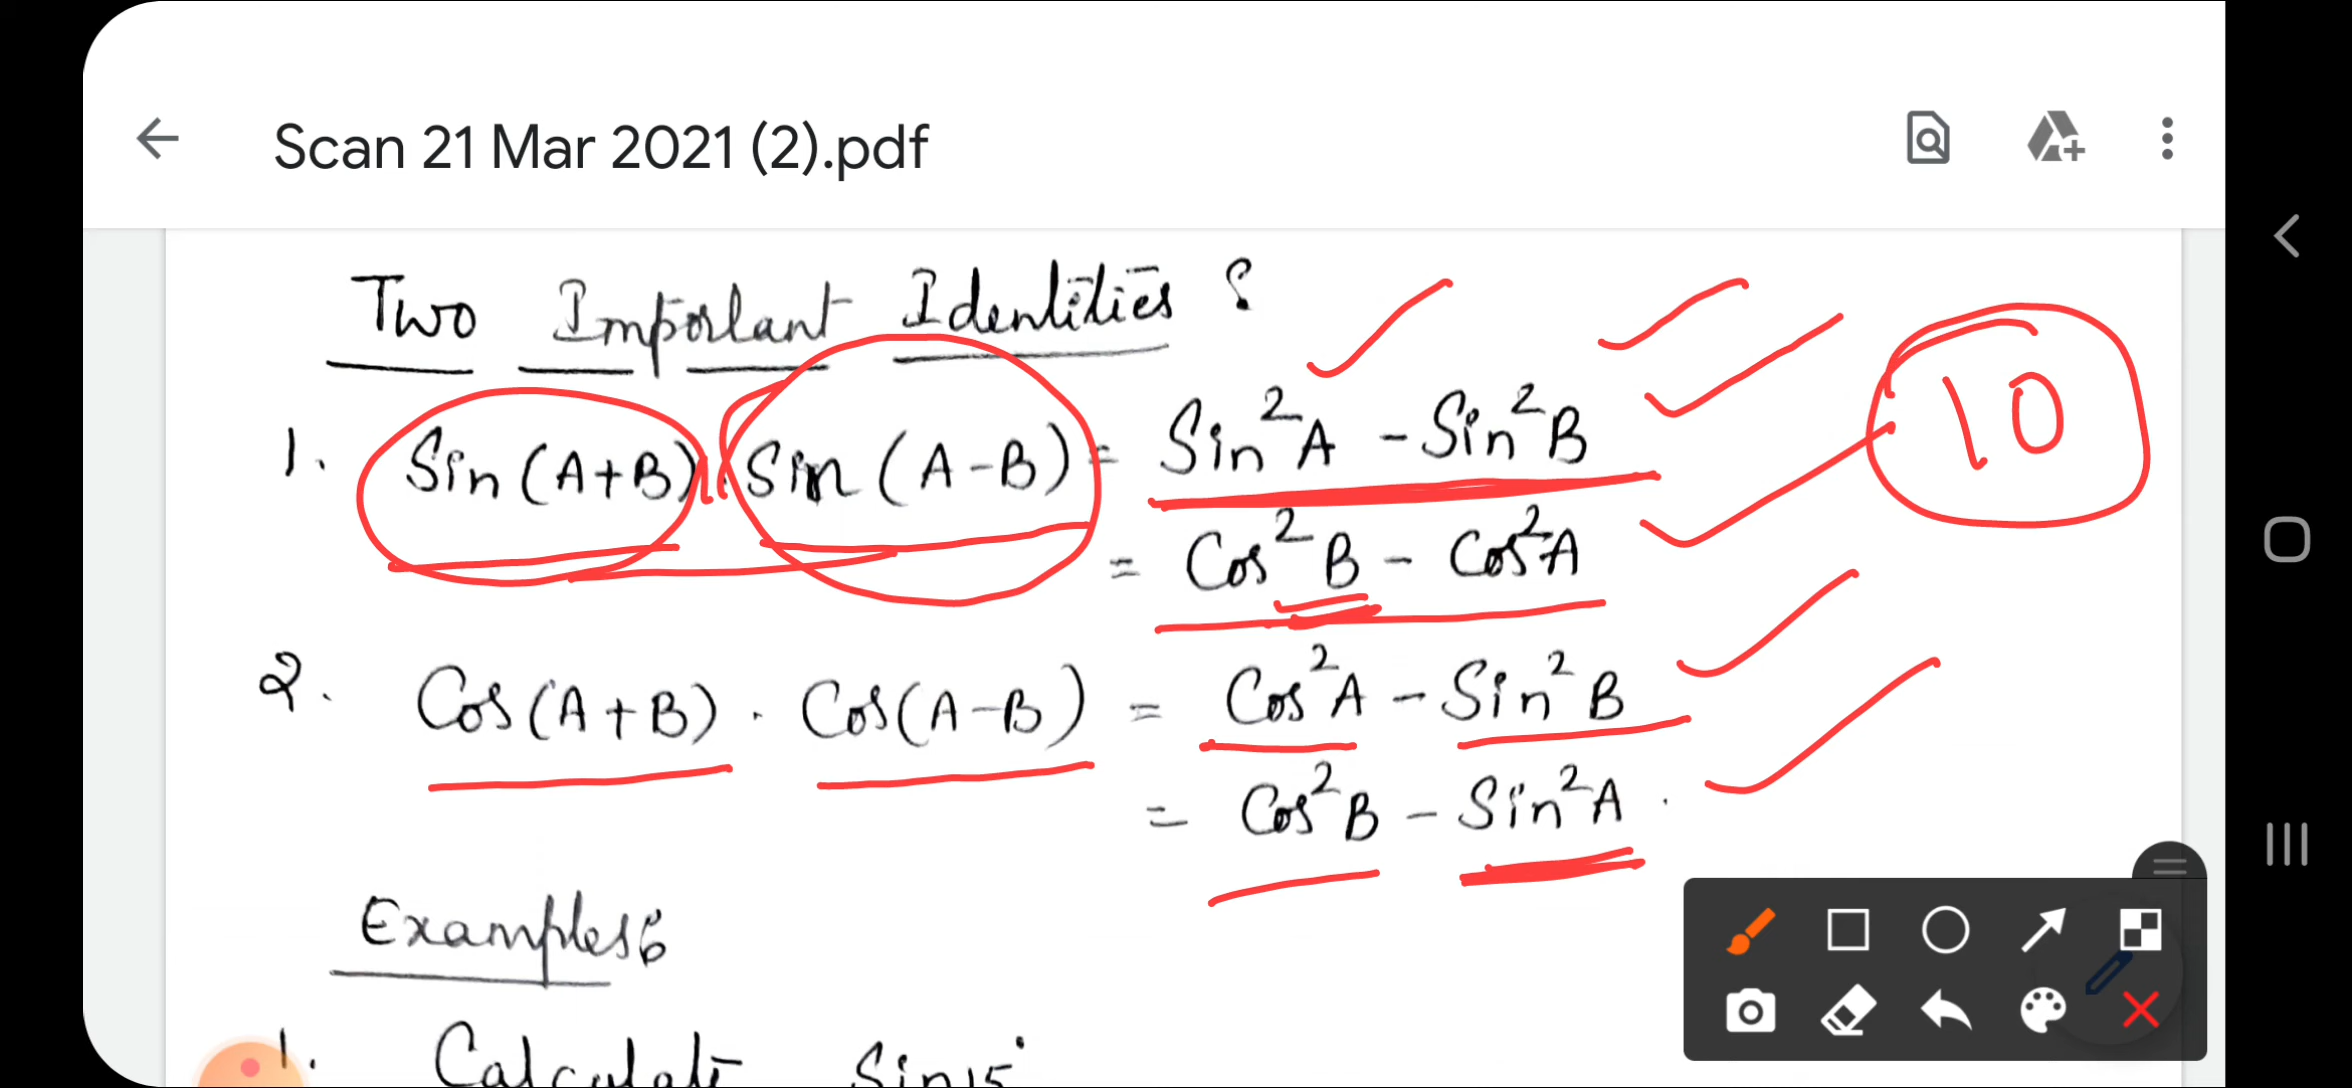 Scan 21 Mar 2021 (2).pdf
Two Important Identities :
1. Sin(A+B) . Sin(A-B) = Sin²A - Sin²B
10
= Cos²B - Cos²A
2. Cos(A+B) . Cos(A-B) = Cos²A - Sin²B
= Cos²B - Sin²A .
Examples :
1. Calculate Sin15°